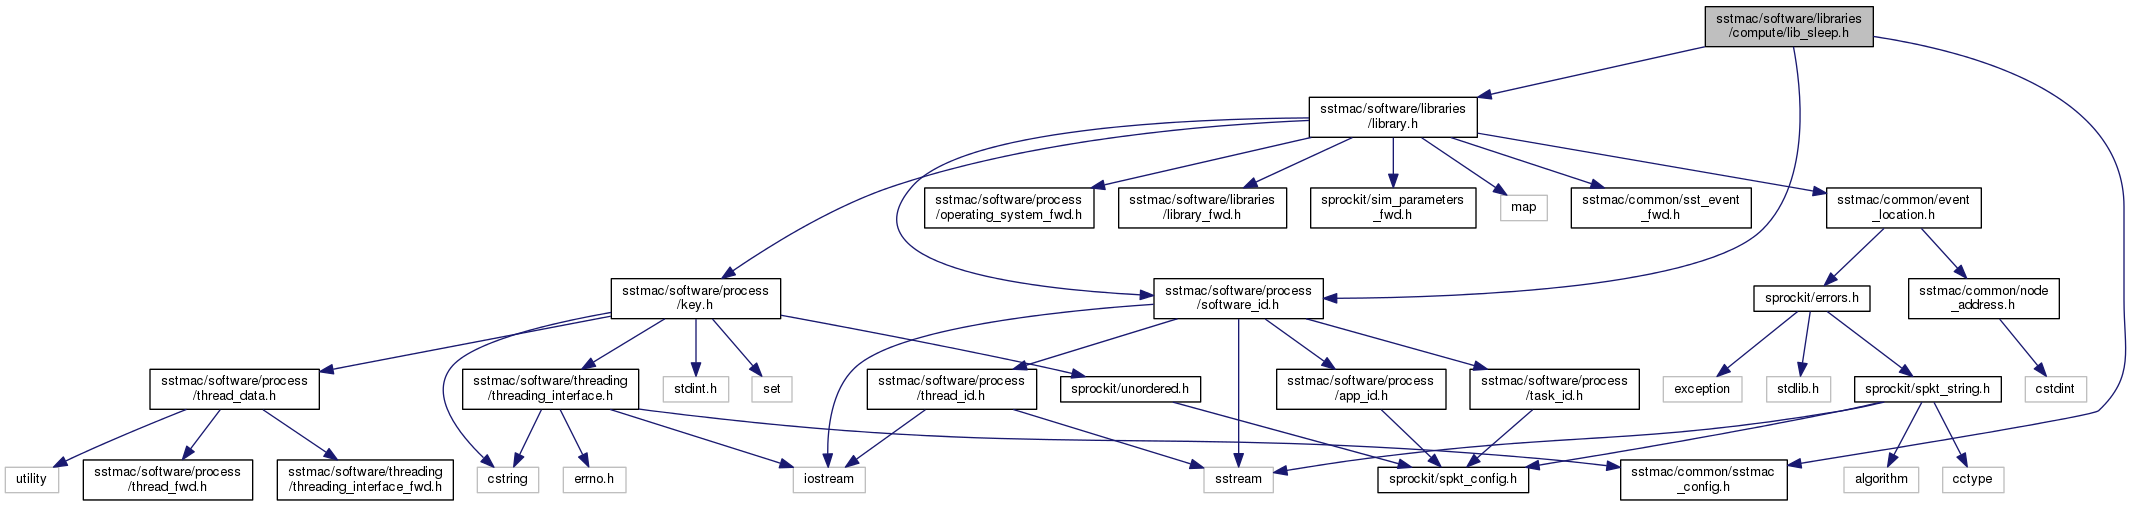 sstmac/software/libraries
/compute/lib_sleep.h
sstmac/software/libraries
/library.h
sstmac/software/process
/operating_system_fwd.h
sstmac/software/libraries
/library_fwd.h
sprockit/sim_parameters
_fwd.h
map
sstmac/common/sst_event
_fwd.h
sstmac/common/event
_location.h
sstmac/software/process
/key.h
sstmac/software/process
/software_id.h
sprockit/errors.h
sstmac/common/node
_address.h
sstmac/software/process
/thread_data.h
sstmac/software/threading
/threading_interface.h
stdint.h
set
sstmac/software/process
/thread_id.h
sprockit/unordered.h
sstmac/software/process
/app_id.h
sstmac/software/process
/task_id.h
exception
stdlib.h
sprockit/spkt_string.h
cstdint
utility
sstmac/software/process
/thread_fwd.h
sstmac/software/threading
/threading_interface_fwd.h
cstring
errno.h
iostream
sstream
sprockit/spkt_config.h
sstmac/common/sstmac
_config.h
algorithm
cctype